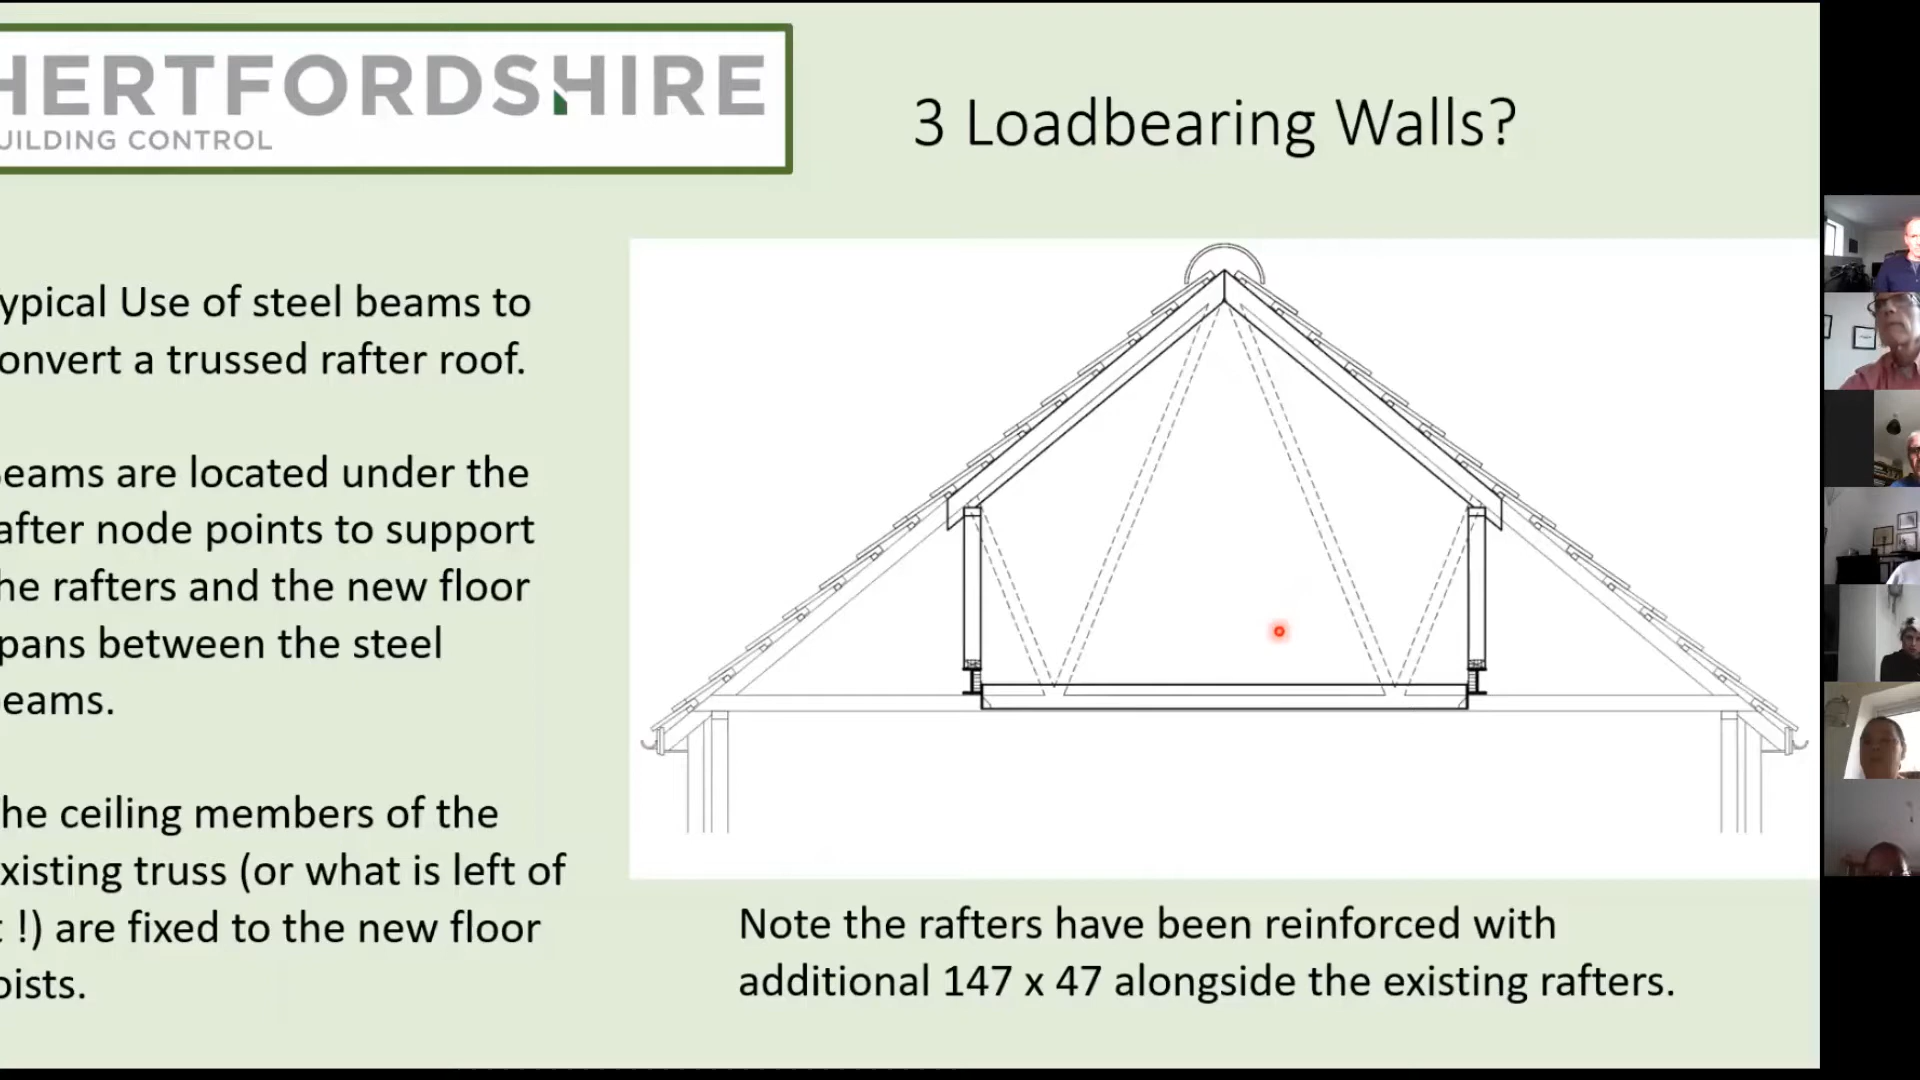 HERTFORDSHIRE
UILDING CONTROL
3 Loadbearing Walls?
ypical Use of steel beams to
onvert a trussed rafter roof.
eams are located under the
after node points to support
he rafters and the new floor
pans between the steel
eams.
he ceiling members of the
xisting truss (or what is left of
t !) are fixed to the new floor
oists.
Note the rafters have been reinforced with
additional 147 x 47 alongside the existing rafters.